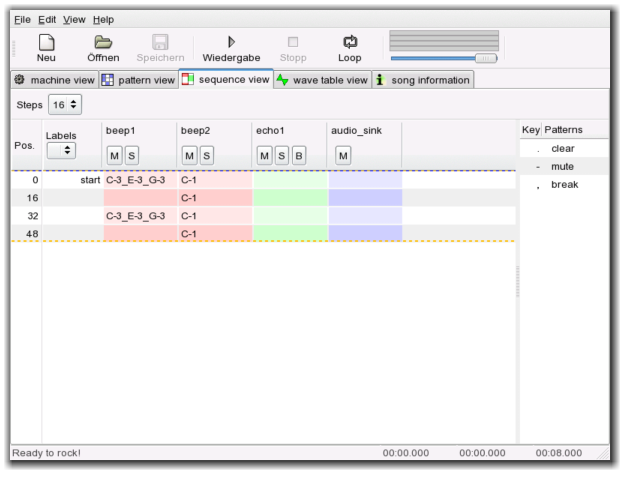 File Edit View Help
Neu Öffnen Speichern Wiedergabe Stopp Loop
machine view pattern view sequence view wave table view song information
Steps 16
Pos. Labels beep1 beep2 echo1 audio_sink Key Patterns
M S M S M S B M
. clear
- mute
, break
0 start C-3_E-3_G-3 C-1
16 C-1
32 C-3_E-3_G-3 C-1
48 C-1
Ready to rock! 00:00.000 00:00.000 00:08.000